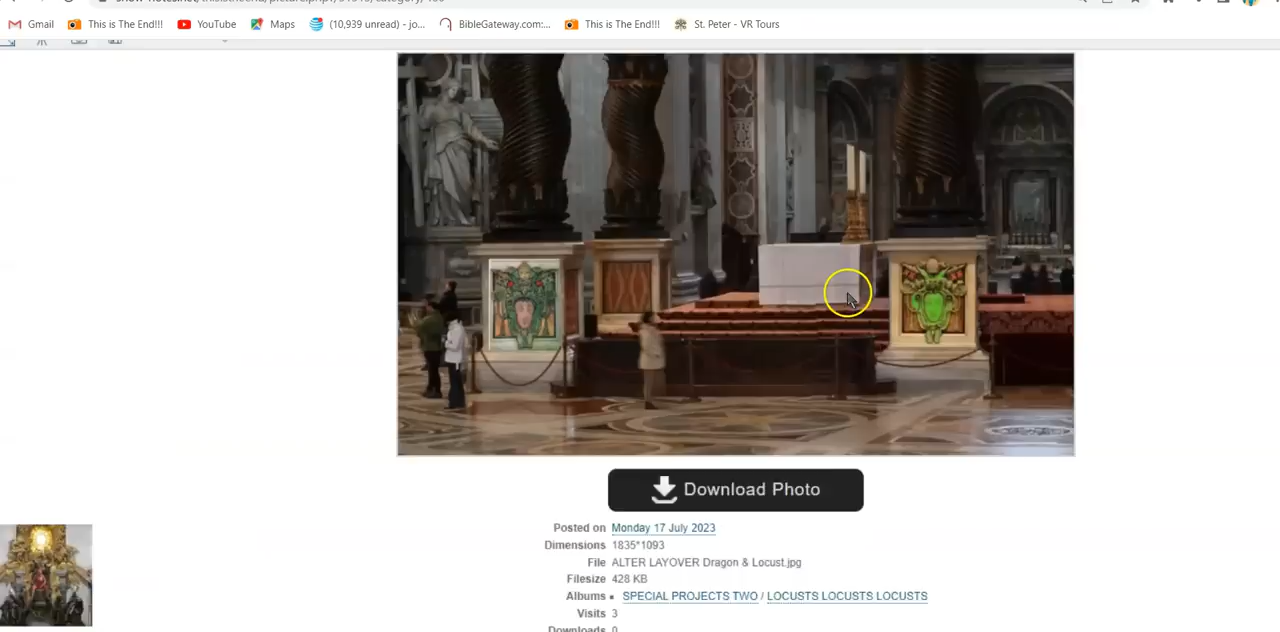 Gmail This is The End!!! YouTube Maps (10,939 unread) - jo... BibleGateway.com:... This is The End!!! St. Peter - VR Tours
Download Photo
Posted on Monday 17 July 2023
Dimensions 1835*1093
File ALTER LAYOVER Dragon & Locust.jpg
Filesize 428 KB
Albums ▪ SPECIAL PROJECTS TWO / LOCUSTS LOCUSTS LOCUSTS
Visits 3
Downloads 0